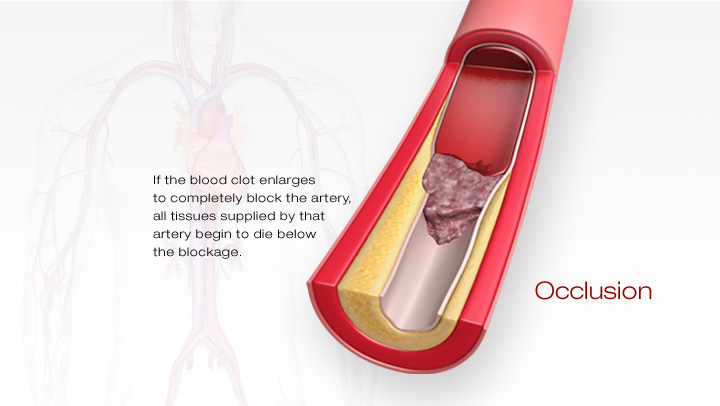 If the blood clot enlarges
to completely block the artery,
all tissues supplied by that
artery begin to die below
the blockage.
Occlusion